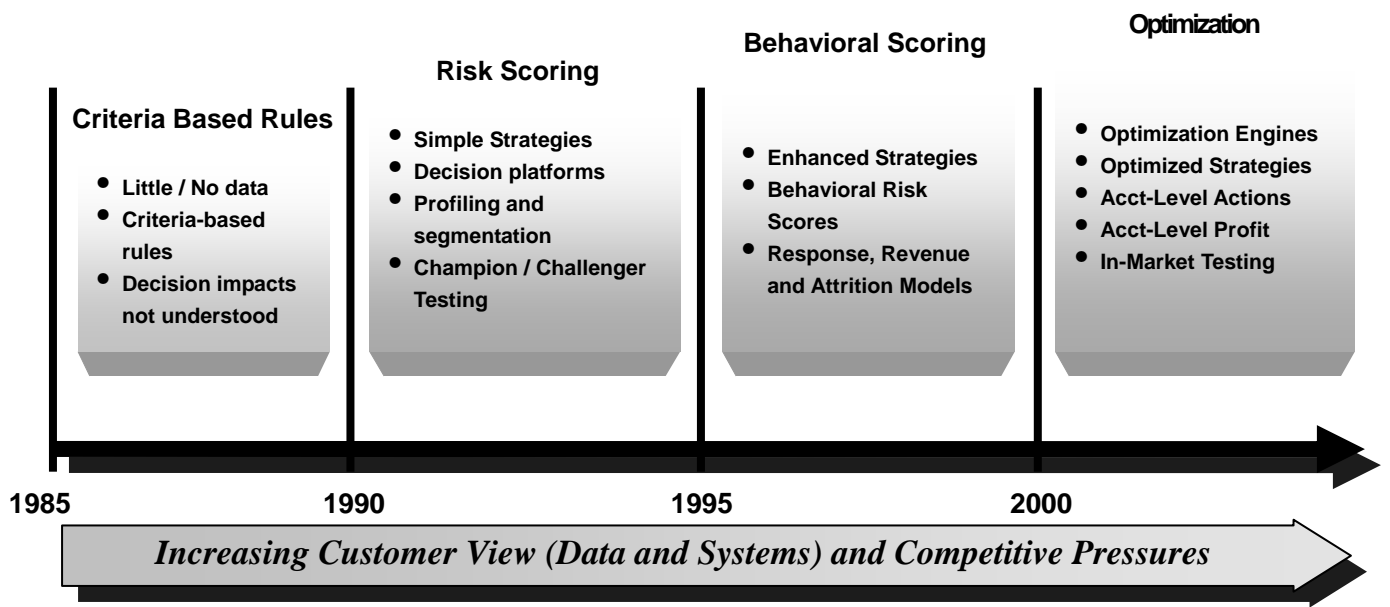 Criteria Based Rules
• Little / No data
• Criteria-based
rules
• Decision impacts
not understood
Risk Scoring
• Simple Strategies
• Decision platforms
• Profiling and
segmentation
• Champion / Challenger
Testing
Behavioral Scoring
• Enhanced Strategies
• Behavioral Risk
Scores
• Response, Revenue
and Attrition Models
Optimization
• Optimization Engines
• Optimized Strategies
• Acct-Level Actions
• Acct-Level Profit
• In-Market Testing
1985 1990 1995 2000
Increasing Customer View (Data and Systems) and Competitive Pressures